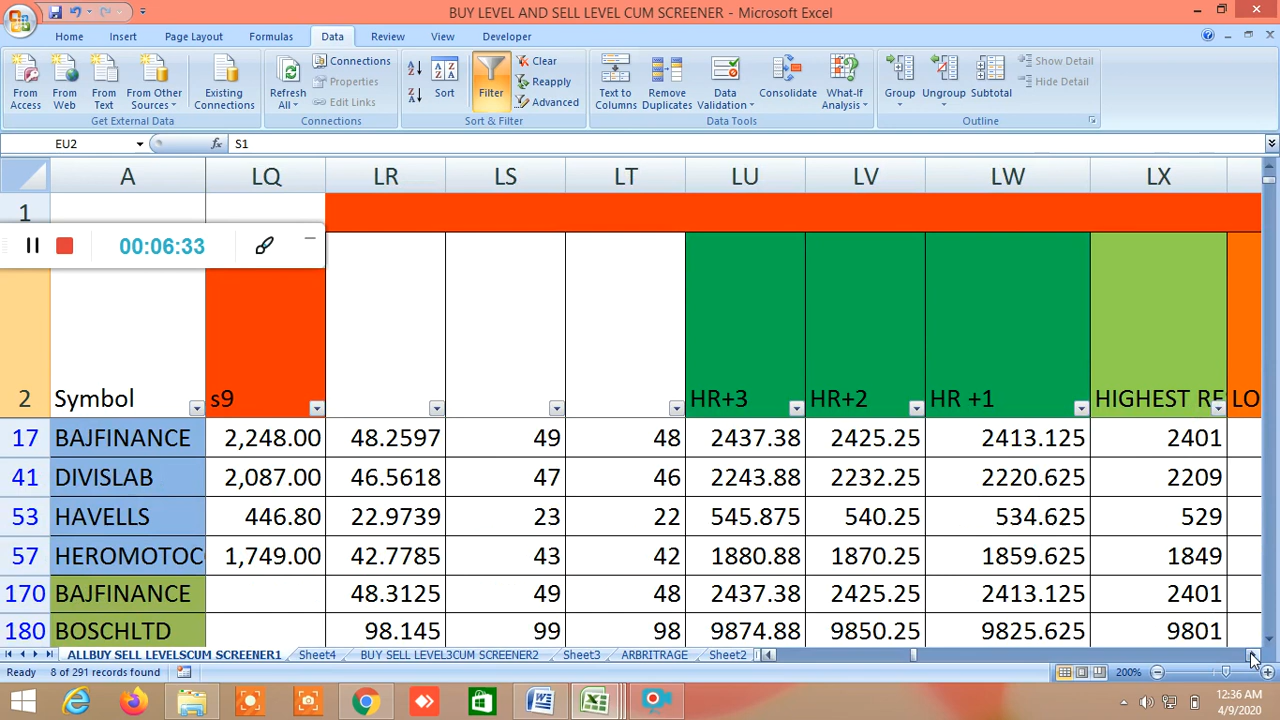 BUY LEVEL AND SELL LEVEL CUM SCREENER - Microsoft Excel
Home Insert Page Layout Formulas Data Review View Developer
From Access From Web From Text From Other Sources Existing Connections Refresh All Connections Properties Edit Links Sort Filter Clear Reapply Advanced Text to Columns Remove Duplicates Data Validation Consolidate What-If Analysis Group Ungroup Subtotal Show Detail Hide Detail
Get External Data Connections Sort & Filter Data Tools Outline
EU2 fx S1
A LQ LR LS LT LU LV LW LX
1
00:06:33
2 Symbol s9 HR+3 HR+2 HR +1 HIGHEST RE LO
17 BAJFINANCE 2,248.00 48.2597 49 48 2437.38 2425.25 2413.125 2401
41 DIVISLAB 2,087.00 46.5618 47 46 2243.88 2232.25 2220.625 2209
53 HAVELLS 446.80 22.9739 23 22 545.875 540.25 534.625 529
57 HEROMOTOC 1,749.00 42.7785 43 42 1880.88 1870.25 1859.625 1849
170 BAJFINANCE 48.3125 49 48 2437.38 2425.25 2413.125 2401
180 BOSCHLTD 98.145 99 98 9874.88 9850.25 9825.625 9801
ALLBUY SELL LEVELSCUM SCREENER1 Sheet4 BUY SELL LEVEL3CUM SCREENER2 Sheet3 ARBRITRAGE Sheet2
Ready 8 of 291 records found 200%
12:36 AM
4/9/2020